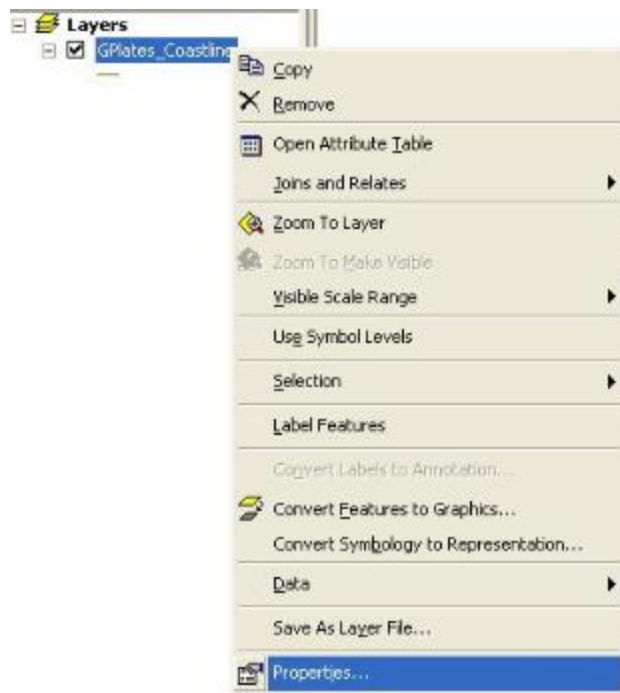 Layers
GPlates_Coastline
Copy
Remove
Open Attribute Table
Joins and Relates
Zoom To Layer
Zoom To Make Visible
Visible Scale Range
Use Symbol Levels
Selection
Label Features
Convert Labels to Annotation...
Convert Features to Graphics...
Convert Symbology to Representation...
Data
Save As Layer File...
Properties...